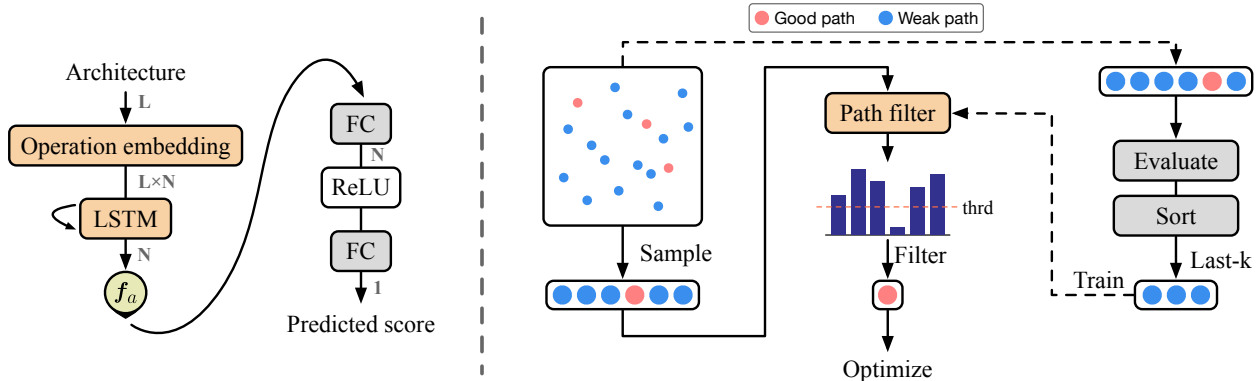 Architecture
L
Operation embedding
L×N
LSTM
N
fa
FC
N
ReLU
FC
1
Predicted score
Good path
Weak path
Sample
Path filter
thrd
Filter
Optimize
Evaluate
Sort
Last-k
Train